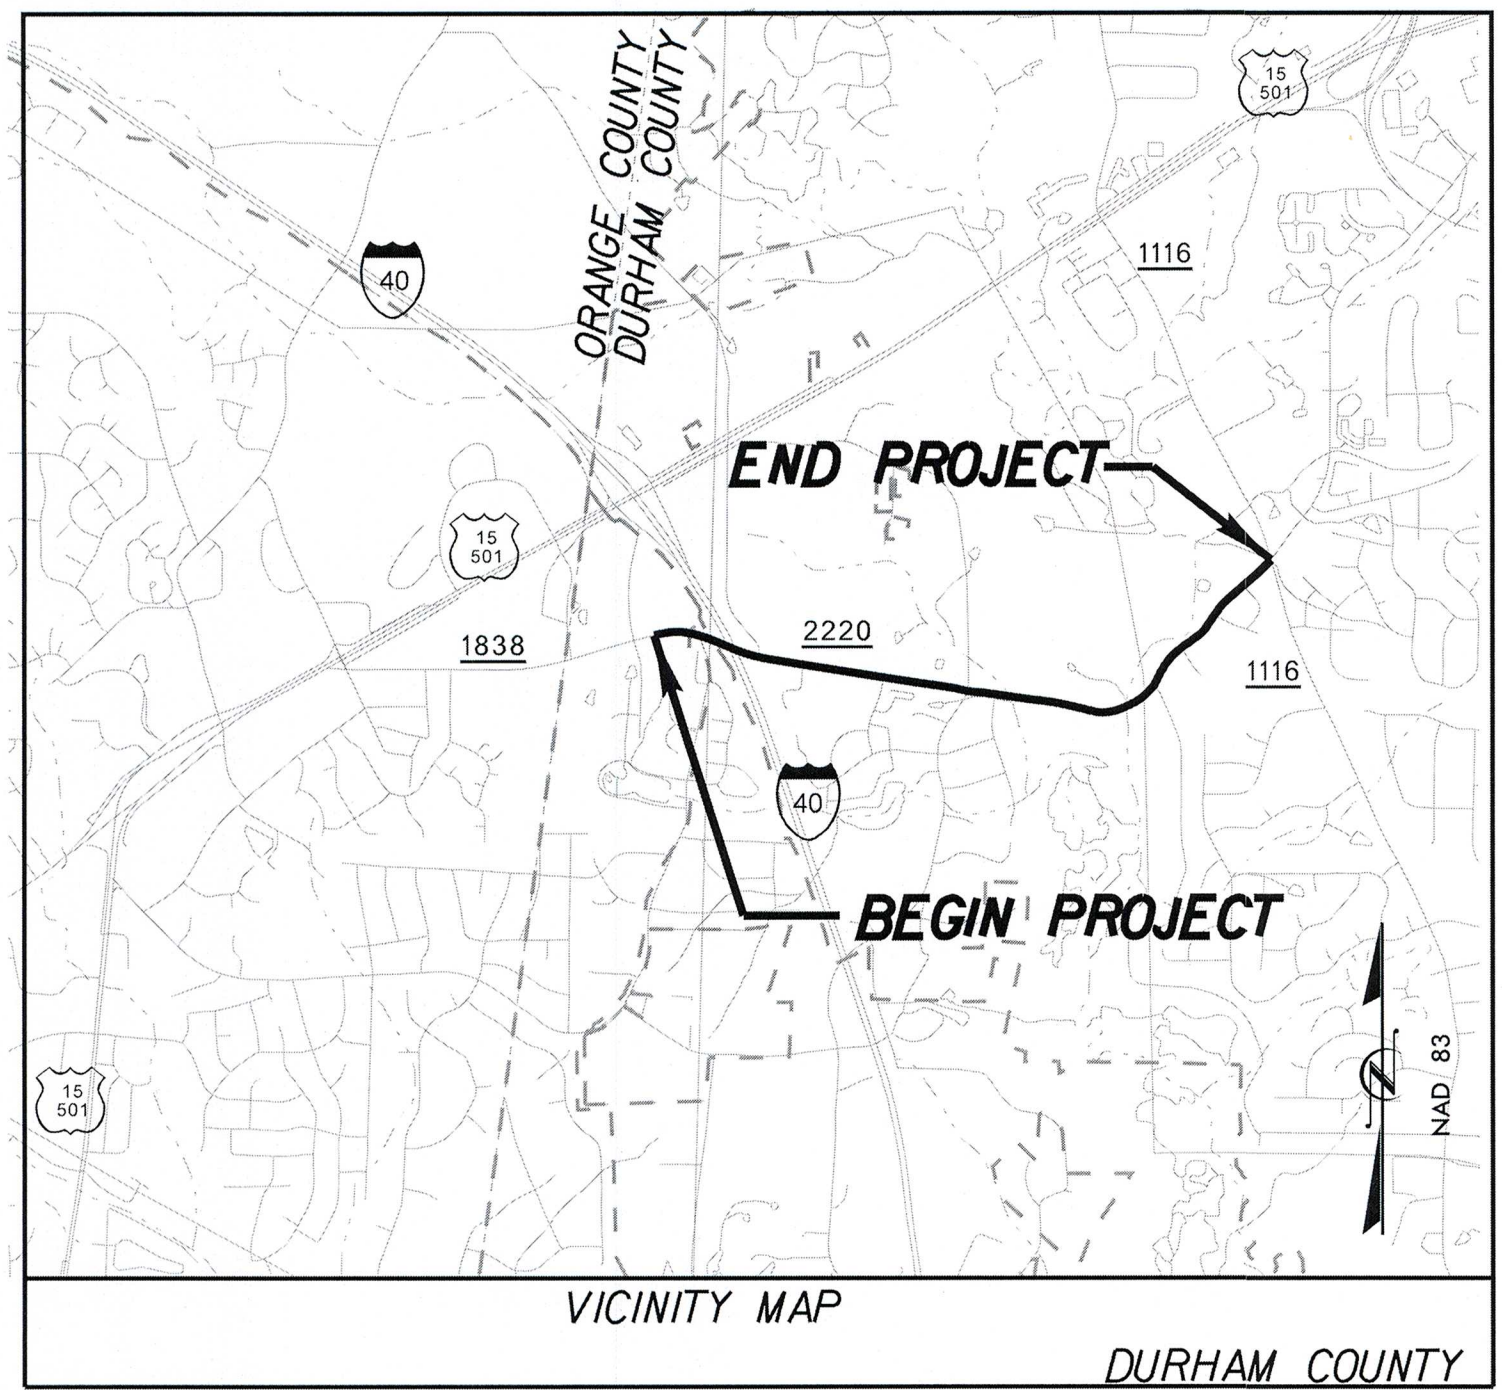 ORANGE COUNTY
DURHAM COUNTY
15
501
1116
40
END PROJECT
15
501
1838
2220
1116
40
BEGIN PROJECT
15
501
N
NAD 83
VICINITY MAP
DURHAM COUNTY